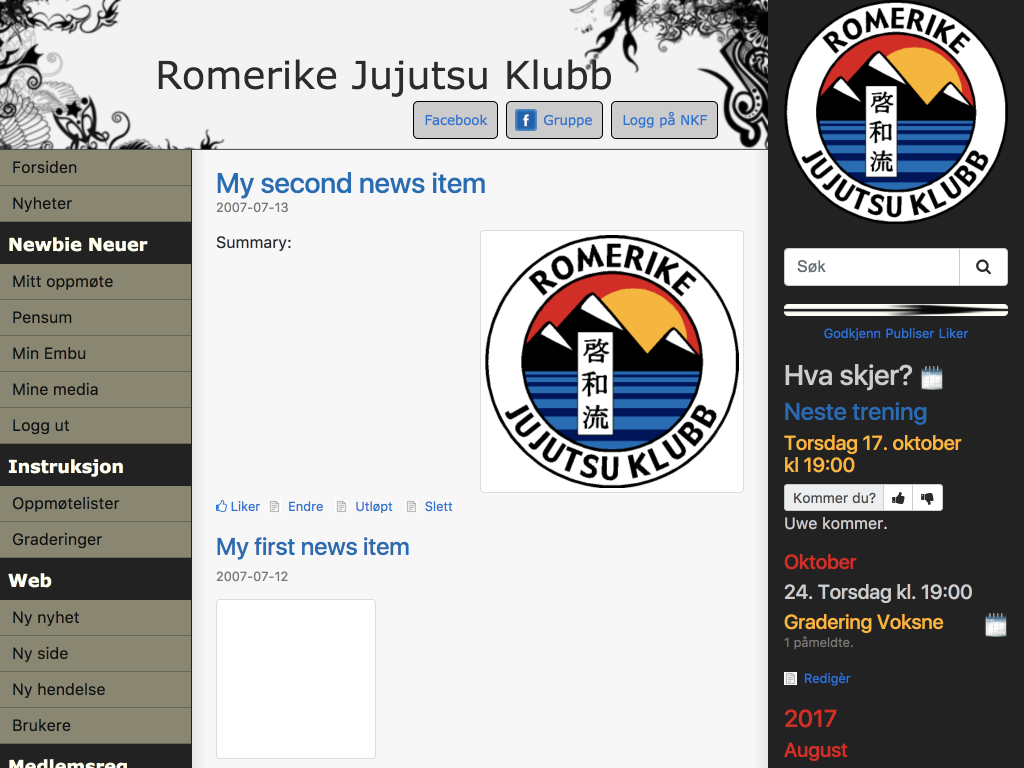 Romerike Jujutsu Klubb
Facebook
f Gruppe
Logg på NKF
Forsiden
Nyheter
Newbie Neuer
Mitt oppmøte
Pensum
Min Embu
Mine media
Logg ut
Instruksjon
Oppmøtelister
Graderinger
Web
Ny nyhet
Ny side
Ny hendelse
Brukere
Medlemsreg
My second news item
2007-07-13
Summary:
ROMERIKE
啓和流
JUJUTSU KLUBB
Liker
Endre
Utløpt
Slett
My first news item
2007-07-12
ROMERIKE
啓和流
JUJUTSU KLUBB
Søk
Godkjenn Publiser Liker
Hva skjer?
Neste trening
Torsdag 17. oktober
kl 19:00
Kommer du?
Uwe kommer.
Oktober
24. Torsdag kl. 19:00
Gradering Voksne
1 påmeldte.
Redigèr
2017
August